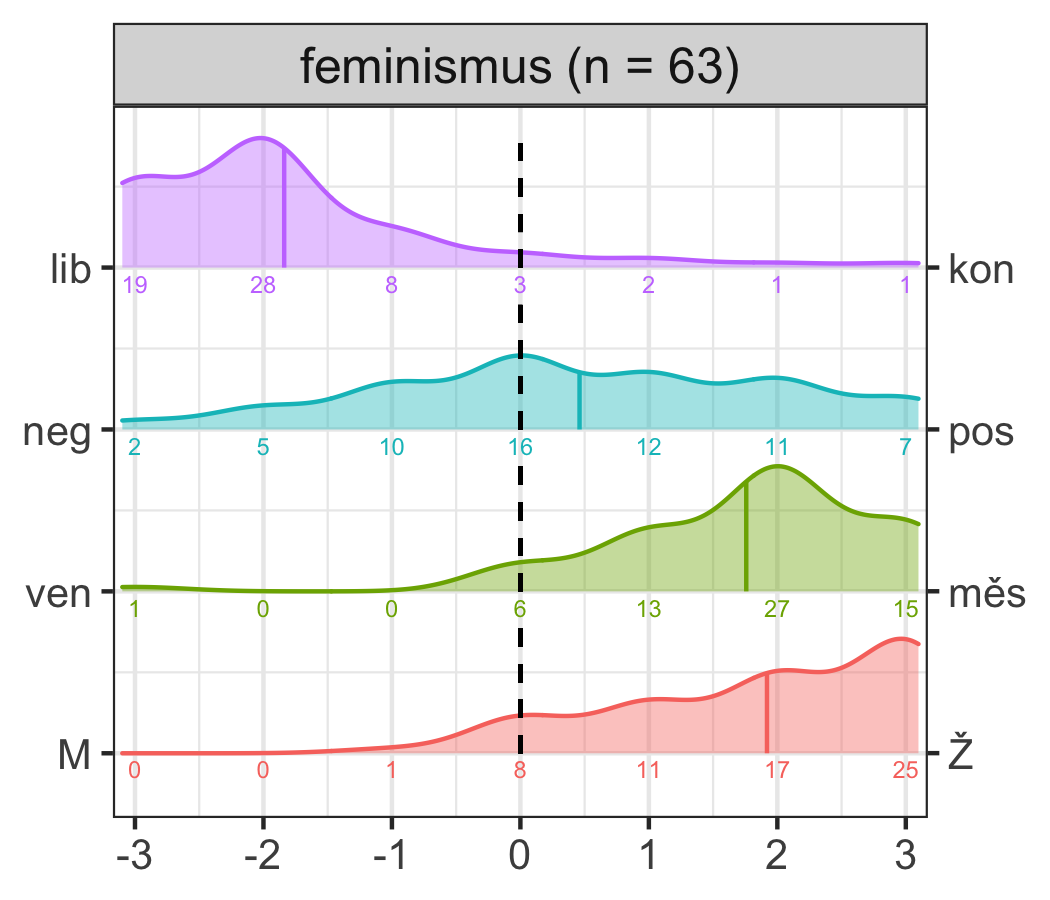 feminismus (n = 63)
lib kon
19 28 8 3 2 1 1
neg pos
2 5 10 16 12 11 7
ven měs
1 0 0 6 13 27 15
M Ž
0 0 1 8 11 17 25
-3 -2 -1 0 1 2 3